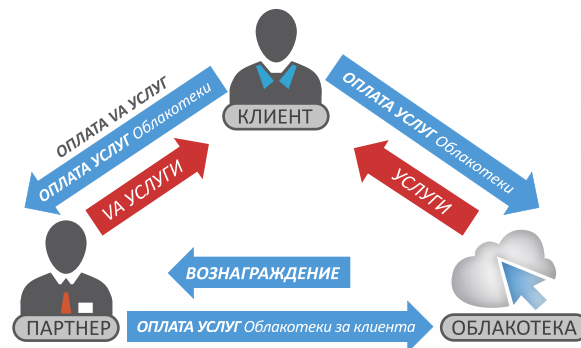 КЛИЕНТ
ОПЛАТА VA УСЛУГ
ОПЛАТА УСЛУГ Облакотеки
VA УСЛУГИ
ОПЛАТА УСЛУГ Облакотеки
УСЛУГИ
ВОЗНАГРАЖДЕНИЕ
ПАРТНЕР
ОПЛАТА УСЛУГ Облакотеки за клиента
ОБЛАКОТЕКА